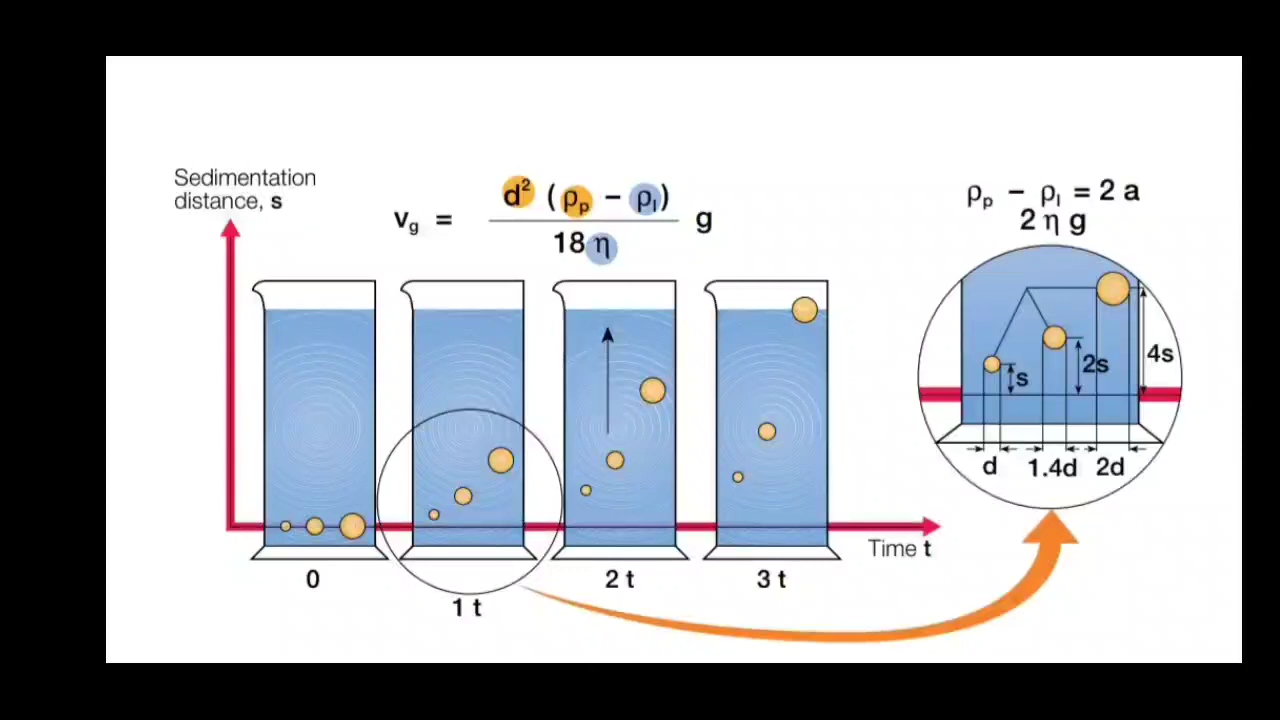 Sedimentation
distance, s
v_g = d² (ρ_p − ρ_l) / 18 η g
ρ_p − ρ_l = 2 a
2 η g
s
2s
4s
d
1.4d
2d
Time t
0
1 t
2 t
3 t